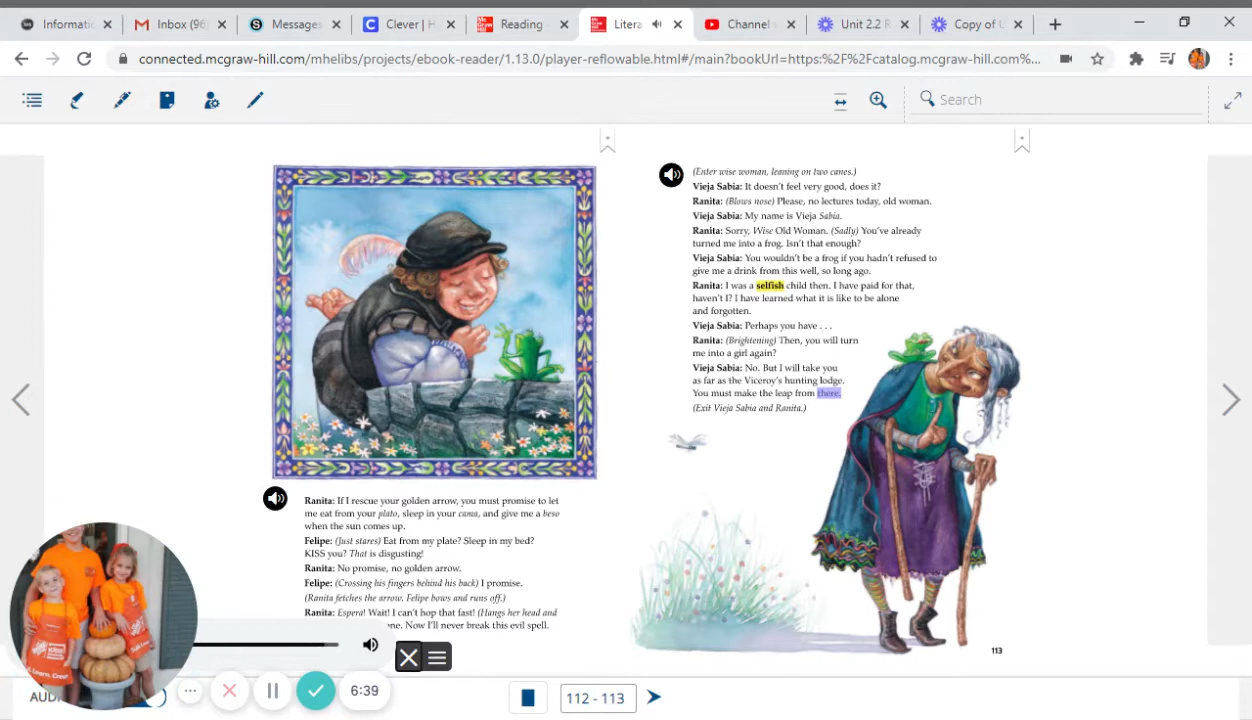 Informatic
Inbox (96,
Messages
Clever | H
Reading -
Litera
Channel s
Unit 2.2 R
Copy of U
connected.mcgraw-hill.com/mhelibs/projects/ebook-reader/1.13.0/player-reflowable.html#/main?bookUrl=https:%2F%2Fcatalog.mcgraw-hill.com%...
Search
Ranita: If I rescue your golden arrow, you must promise to let
me eat from your plato, sleep in your cama, and give me a beso
when the sun comes up.
Felipe: (Just stares) Eat from my plate? Sleep in my bed?
KISS you? That is disgusting!
Ranita: No promise, no golden arrow.
Felipe: (Crossing his fingers behind his back) I promise.
(Ranita fetches the arrow. Felipe bows and runs off.)
Ranita: Espera! Wait! I can't hop that fast! (Hangs her head and
ne. Now I'll never break this evil spell.
(Enter wise woman, leaning on two canes.)
Vieja Sabia: It doesn't feel very good, does it?
Ranita: (Blows nose) Please, no lectures today, old woman.
Vieja Sabia: My name is Vieja Sabia.
Ranita: Sorry, Wise Old Woman. (Sadly) You've already
turned me into a frog. Isn't that enough?
Vieja Sabia: You wouldn't be a frog if you hadn't refused to
give me a drink from this well, so long ago.
Ranita: I was a selfish child then. I have paid for that,
haven't I? I have learned what it is like to be alone
and forgotten.
Vieja Sabia: Perhaps you have . . .
Ranita: (Brightening) Then, you will turn
me into a girl again?
Vieja Sabia: No. But I will take you
as far as the Viceroy's hunting lodge.
You must make the leap from there.
(Exit Vieja Sabia and Ranita.)
113
AUD
6:39
112 - 113